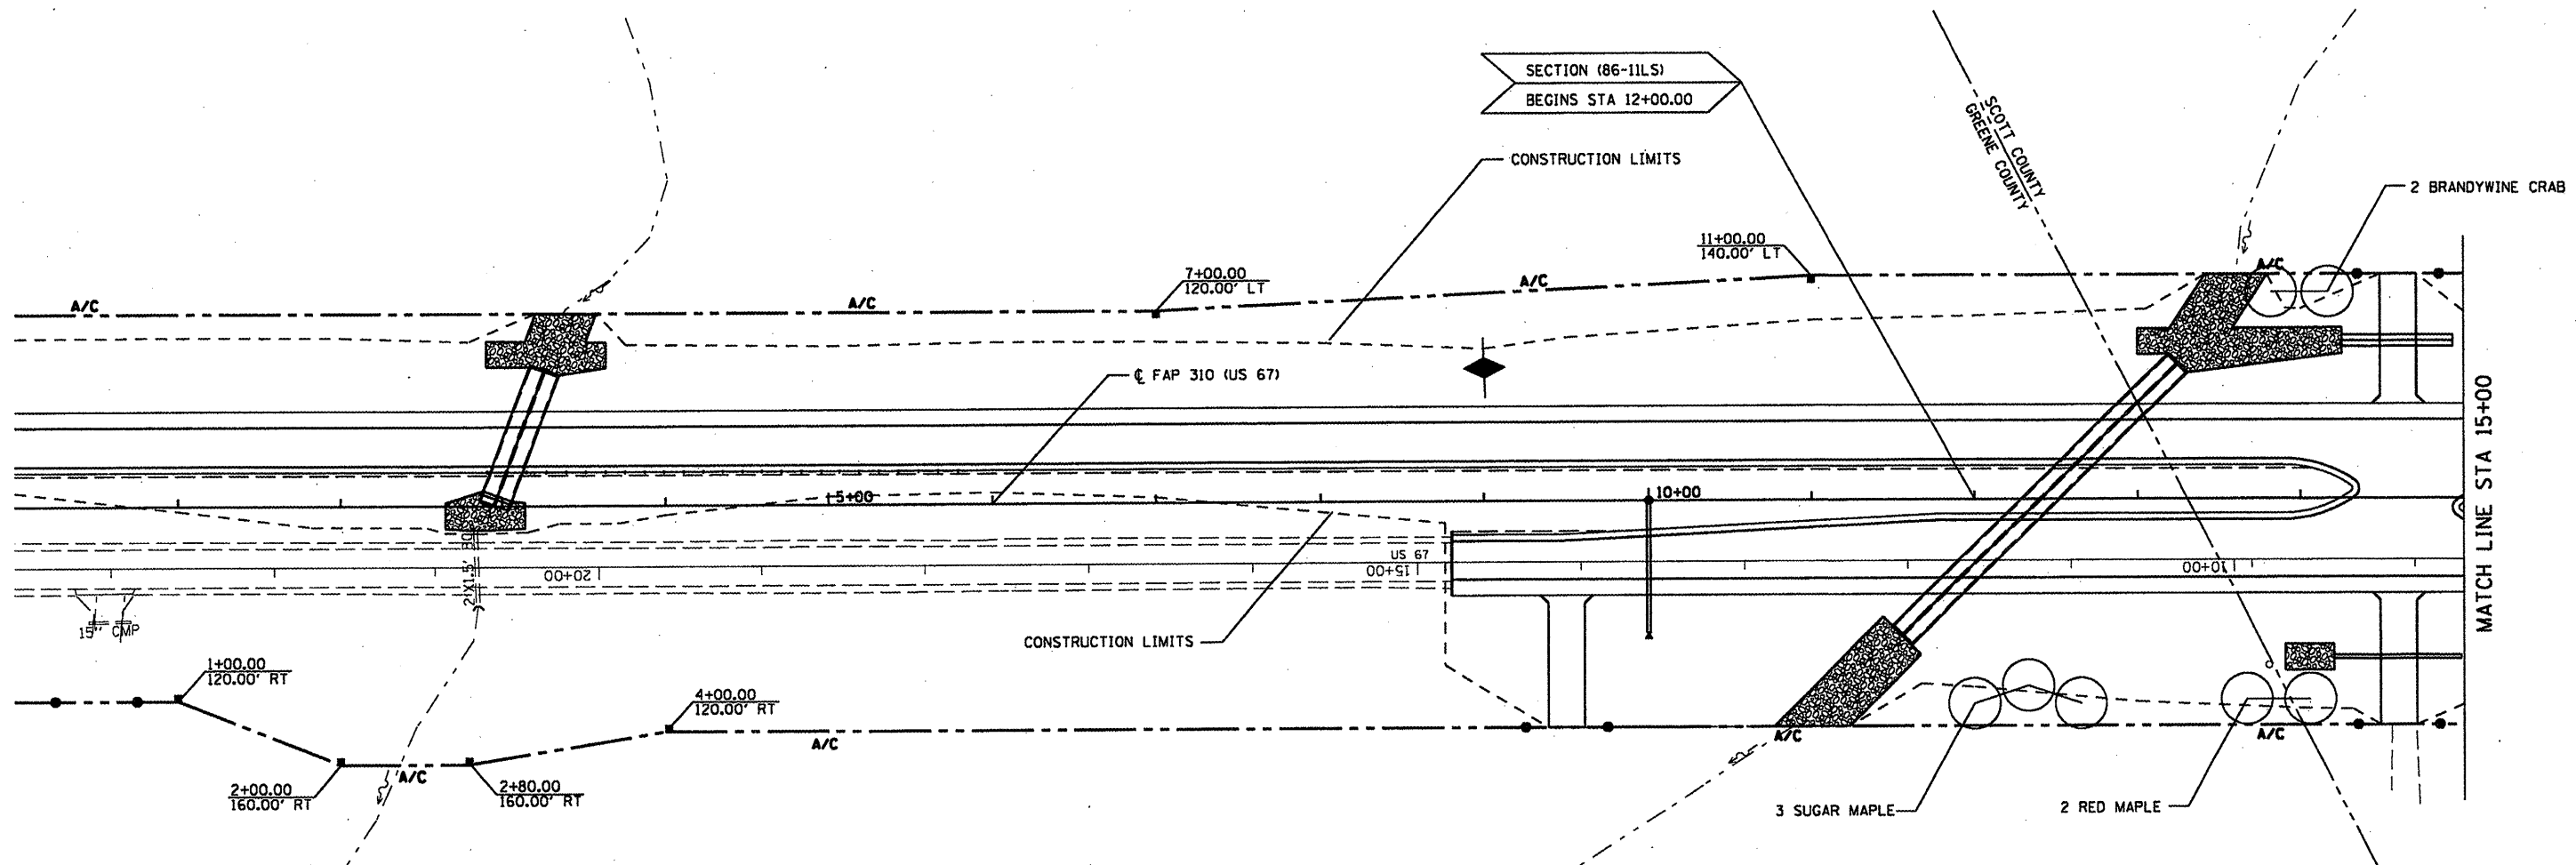 SECTION (86-11LS)
BEGINS STA 12+00.00
SCOTT COUNTY
GREENE COUNTY
CONSTRUCTION LIMITS
2 BRANDYWINE CRAB
11+00.00
140.00' LT
7+00.00
120.00' LT
A/C
A/C
A/C
A/C
℄ FAP 310 (US 67)
MATCH LINE STA 15+00
5+00
10+00
2'X1.5'
US 67
20+00
15+00
10+00
15" CMP
CONSTRUCTION LIMITS
1+00.00
120.00' RT
4+00.00
120.00' RT
A/C
A/C
A/C
A/C
2+00.00
160.00' RT
2+80.00
160.00' RT
3 SUGAR MAPLE
2 RED MAPLE